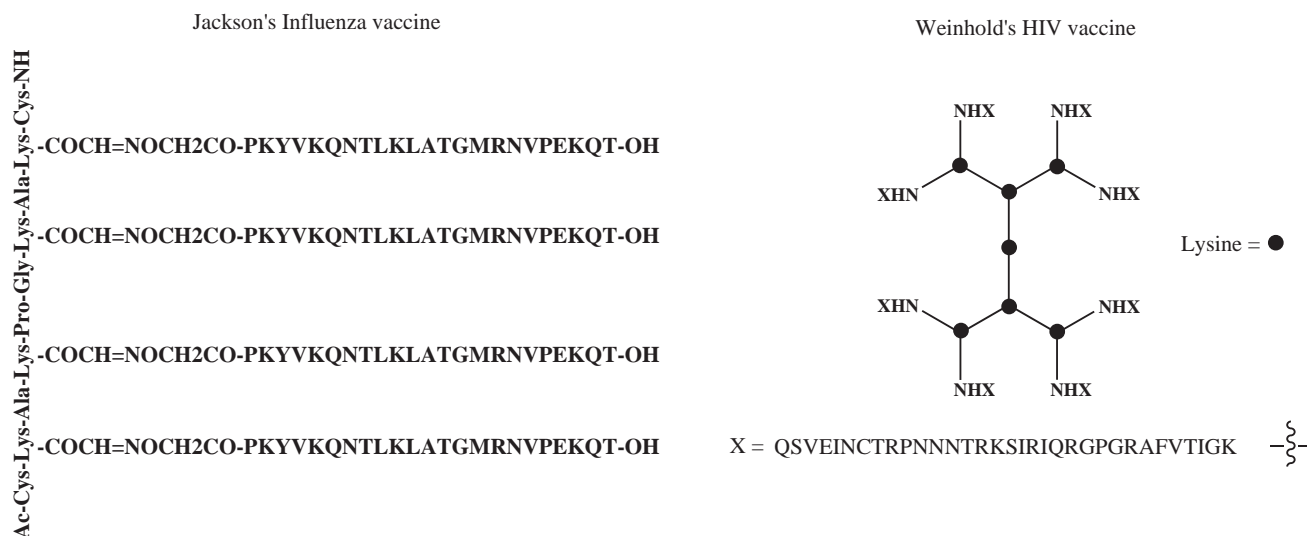 Jackson's Influenza vaccine
Ac-Cys-Lys-Ala-Lys-Pro-Gly-Lys-Ala-Lys-Cys-NH
-COCH=NOCH2CO-PKYVKQNTLKLATGMRNVPEKQT-OH
-COCH=NOCH2CO-PKYVKQNTLKLATGMRNVPEKQT-OH
-COCH=NOCH2CO-PKYVKQNTLKLATGMRNVPEKQT-OH
-COCH=NOCH2CO-PKYVKQNTLKLATGMRNVPEKQT-OH
Weinhold's HIV vaccine
NHX NHX
XHN NHX
XHN NHX
NHX NHX
Lysine =
X = QSVEINCTRPNNNTRKSIRIQRGPGRAFVTIGK